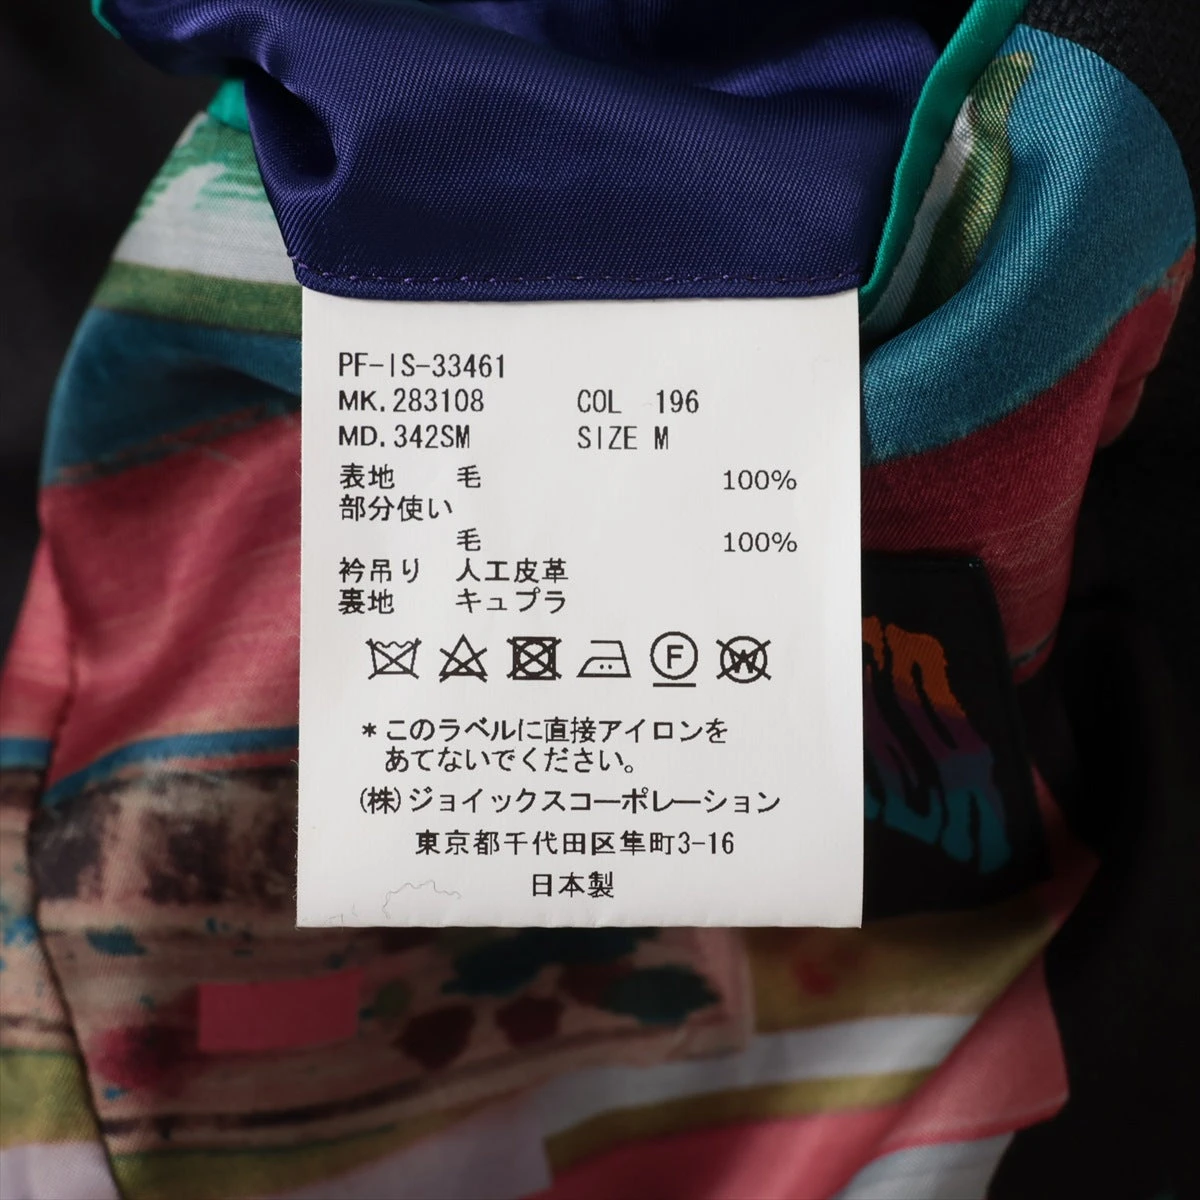 PF-IS-33461
MK.283108 COL 196
MD.342SM SIZE M
表地 毛 100%
部分使い
毛 100%
衿吊り 人工皮革
裏地 キュプラ
F W
*このラベルに直接アイロンを
あてないでください。
(株)ジョイックスコーポレーション
東京都千代田区隼町3-16
日本製